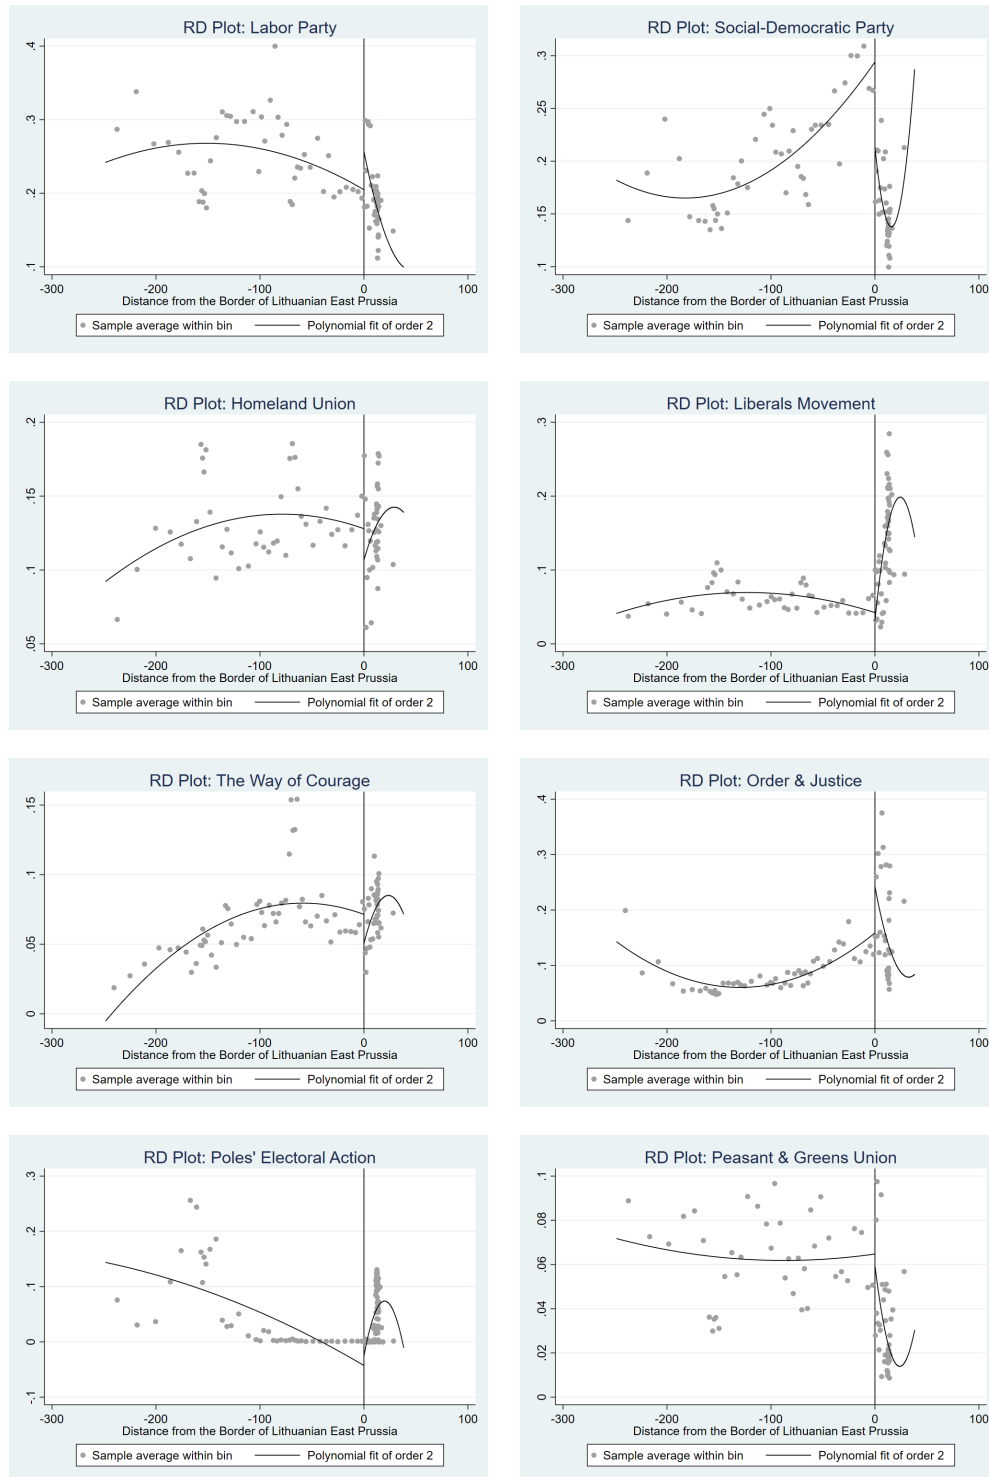 RD Plot: Labor Party
.4
.3
.2
.1
-300 -200 -100 0 100
Distance from the Border of Lithuanian East Prussia
Sample average within bin Polynomial fit of order 2
RD Plot: Social-Democratic Party
.3
.25
.2
.15
.1
-300 -200 -100 0 100
Distance from the Border of Lithuanian East Prussia
Sample average within bin Polynomial fit of order 2
RD Plot: Homeland Union
.2
.15
.1
.05
-300 -200 -100 0 100
Distance from the Border of Lithuanian East Prussia
Sample average within bin Polynomial fit of order 2
RD Plot: Liberals Movement
.3
.2
.1
0
-300 -200 -100 0 100
Distance from the Border of Lithuanian East Prussia
Sample average within bin Polynomial fit of order 2
RD Plot: The Way of Courage
.15
.1
.05
0
-300 -200 -100 0 100
Distance from the Border of Lithuanian East Prussia
Sample average within bin Polynomial fit of order 2
RD Plot: Order & Justice
.4
.3
.2
.1
0
-300 -200 -100 0 100
Distance from the Border of Lithuanian East Prussia
Sample average within bin Polynomial fit of order 2
RD Plot: Poles' Electoral Action
.3
.2
.1
0
-.1
-300 -200 -100 0 100
Distance from the Border of Lithuanian East Prussia
Sample average within bin Polynomial fit of order 2
RD Plot: Peasant & Greens Union
.1
.08
.06
.04
.02
0
-300 -200 -100 0 100
Distance from the Border of Lithuanian East Prussia
Sample average within bin Polynomial fit of order 2